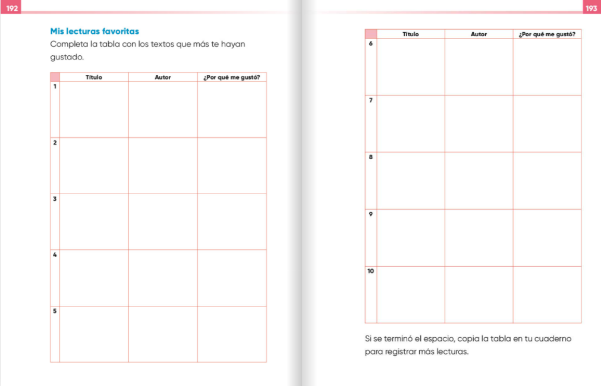 192
Mis lecturas favoritas
Completa la tabla con los textos que más te hayan
gustado.
Título Autor ¿Por qué me gustó?
1
2
3
4
5
193
Título Autor ¿Por qué me gustó?
6
7
8
9
10
Si se terminó el espacio, copia la tabla en tu cuaderno
para registrar más lecturas.